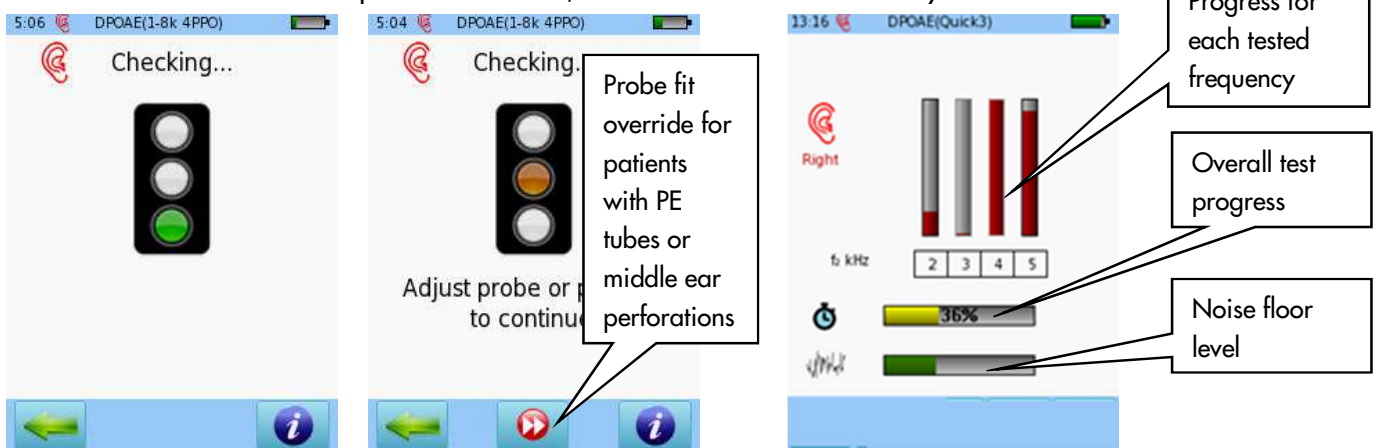 5:06 DPOAE(1-8k 4PPO)
Checking...
5:04 DPOAE(1-8k 4PPO)
Checking.
Adjust probe or p
to continue
Probe fit
override for
patients
with PE
tubes or
middle ear
perforations
13:16 DPOAE(Quick3)
Right
f₂ kHz
2 3 4 5
36%
Progress for
each tested
frequency
Overall test
progress
Noise floor
level